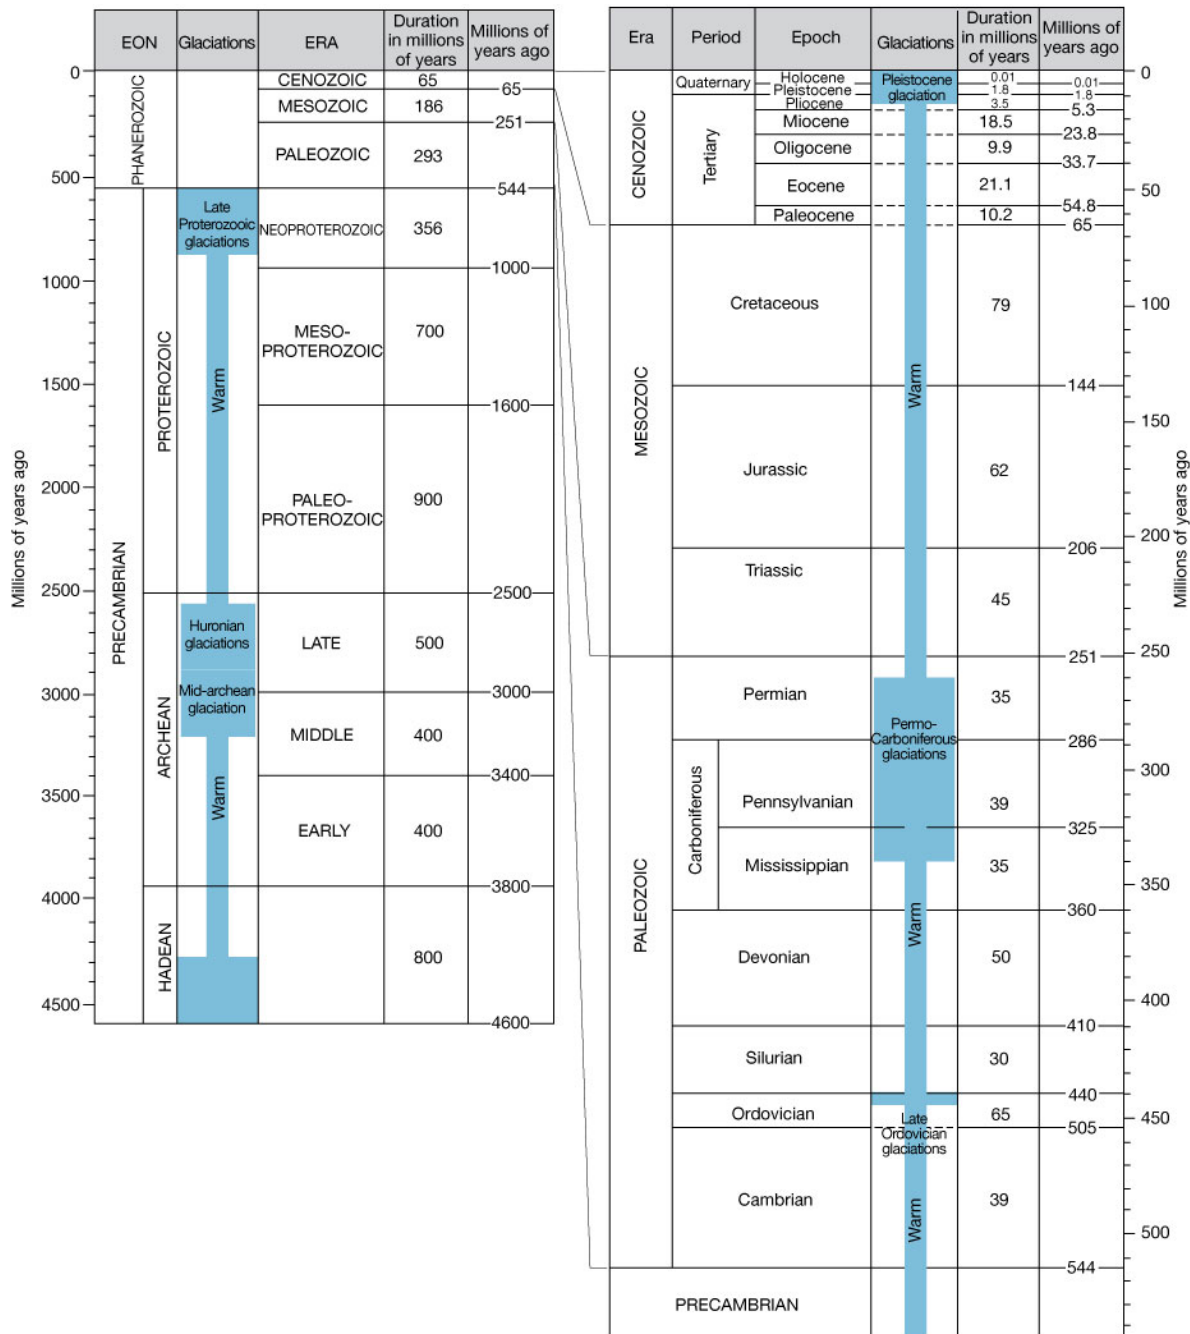 EON
Glaciations
ERA
Duration
in millions
of years
Millions of
years ago
0
500
1000
1500
2000
2500
3000
3500
4000
4500
Millions of years ago
PHANEROZOIC
PRECAMBRIAN
PROTEROZOIC
ARCHEAN
HADEAN
Late
Proterozooic
glaciations
Warm
Huronian
glaciations
Mid-archean
glaciation
Warm
CENOZOIC
65
65
MESOZOIC
186
251
PALEOZOIC
293
544
NEOPROTEROZOIC
356
1000
MESO-
PROTEROZOIC
700
1600
PALEO-
PROTEROZOIC
900
2500
LATE
500
3000
MIDDLE
400
3400
EARLY
400
3800
800
4600
Era
Period
Epoch
Glaciations
Duration
in millions
of years
Millions of
years ago
CENOZOIC
Quaternary
Tertiary
Holocene
0.01
0.01
Pleistocene
1.8
1.8
Pliocene
3.5
5.3
Miocene
18.5
23.8
Oligocene
9.9
33.7
Eocene
21.1
54.8
Paleocene
10.2
65
Pleistocene
glaciation
MESOZOIC
Cretaceous
79
144
Warm
Jurassic
62
206
Triassic
45
251
PALEOZOIC
Permian
35
286
Permo-
Carboniferous
glaciations
Carboniferous
Pennsylvanian
39
325
Mississippian
35
360
Warm
Devonian
50
410
Silurian
30
440
Ordovician
65
505
Late
Ordovician
glaciations
Cambrian
39
544
Warm
PRECAMBRIAN
0
50
100
150
200
250
300
350
400
450
500
Millions of years ago